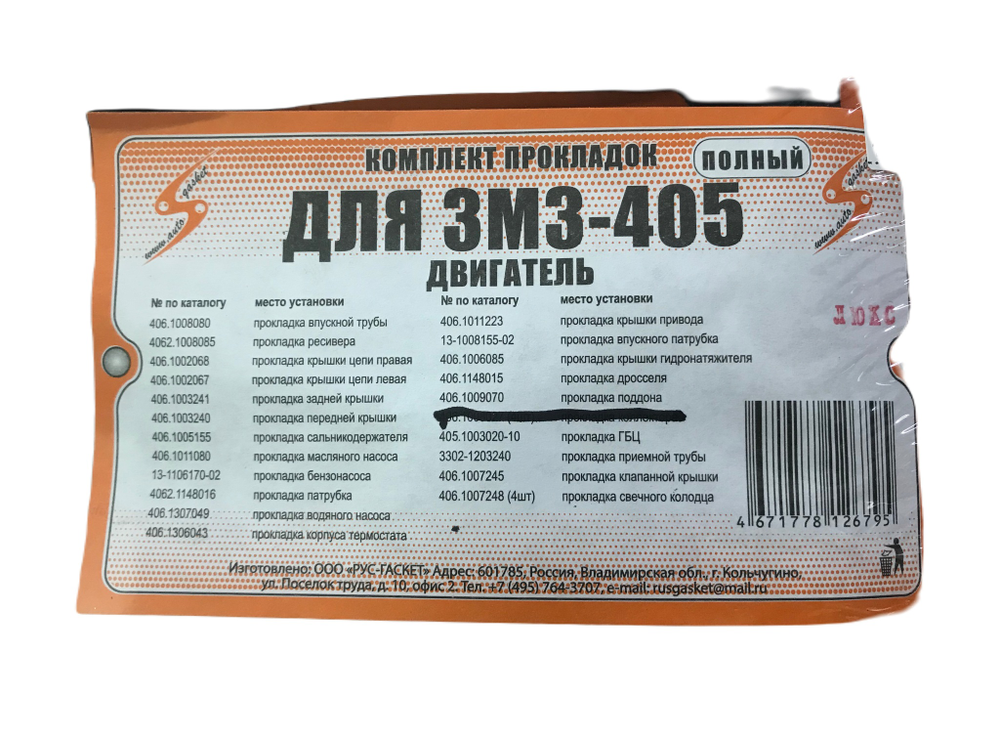 КОМПЛЕКТ ПРОКЛАДОК ПОЛНЫЙ
ДЛЯ ЗМЗ-405
ДВИГАТЕЛЬ
gasket
www.auto
gasket
www.auto
№ по каталогу место установки
406.1008080 прокладка впускной трубы
4062.1008085 прокладка ресивера
406.1002068 прокладка крышки цепи правая
406.1002067 прокладка крышки цепи левая
406.1003241 прокладка задней крышки
406.1003240 прокладка передней крышки
406.1005155 прокладка сальникодержателя
406.1011080 прокладка масляного насоса
13-1106170-02 прокладка бензонасоса
4062.1148016 прокладка патрубка
406.1307049 прокладка водяного насоса
406.1306043 прокладка корпуса термостата
№ по каталогу место установки
406.1011223 прокладка крышки привода
13-1008155-02 прокладка впускного патрубка
406.1006085 прокладка крышки гидронатяжителя
406.1148015 прокладка дросселя
406.1009070 прокладка поддона
405.1003020-10 прокладка ГБЦ
3302-1203240 прокладка приемной трубы
406.1007245 прокладка клапанной крышки
406.1007248 (4шт) прокладка свечного колодца
ЛЮКС
4 671778 126795
Изготовлено: ООО «РУС-ГАСКЕТ» Адрес: 601785, Россия, Владимирская обл., г. Кольчугино,
ул. Поселок труда, д. 10, офис 2. Тел. +7 (495) 764-3707, e-mail: rusgasket@mail.ru